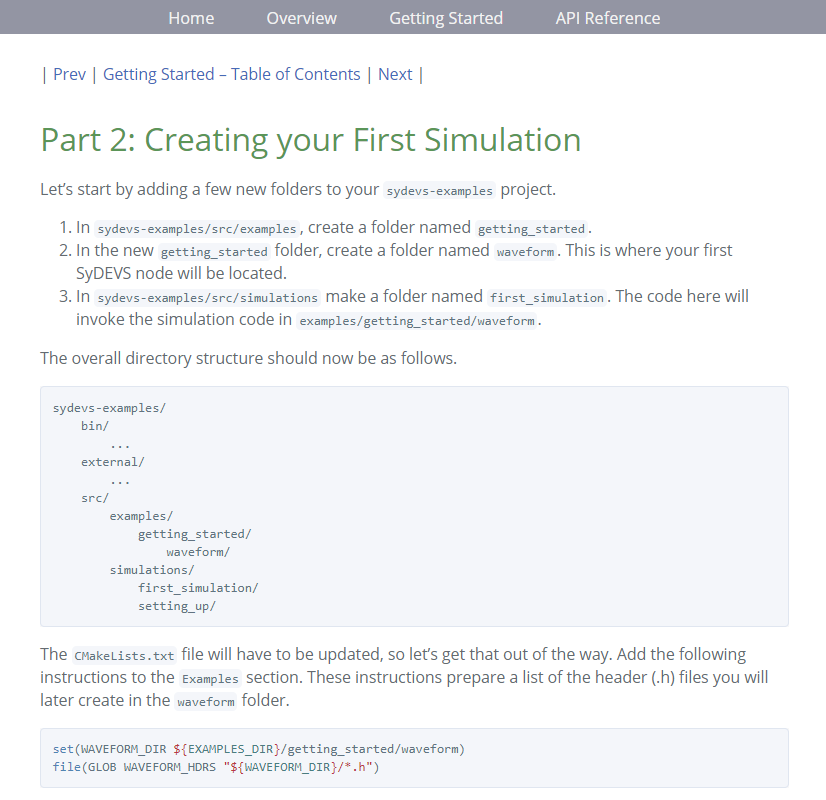 Home Overview Getting Started API Reference
| Prev | Getting Started – Table of Contents | Next |
Part 2: Creating your First Simulation
Let’s start by adding a few new folders to your sydevs-examples project.
1. In sydevs-examples/src/examples, create a folder named getting_started.
2. In the new getting_started folder, create a folder named waveform. This is where your first
SyDEVS node will be located.
3. In sydevs-examples/src/simulations make a folder named first_simulation. The code here will
invoke the simulation code in examples/getting_started/waveform.
The overall directory structure should now be as follows.
sydevs-examples/
    bin/
        ...
    external/
        ...
    src/
        examples/
            getting_started/
                waveform/
        simulations/
            first_simulation/
            setting_up/
The CMakeLists.txt file will have to be updated, so let’s get that out of the way. Add the following
instructions to the Examples section. These instructions prepare a list of the header (.h) files you will
later create in the waveform folder.
set(WAVEFORM_DIR ${EXAMPLES_DIR}/getting_started/waveform)
file(GLOB WAVEFORM_HDRS "${WAVEFORM_DIR}/*.h")